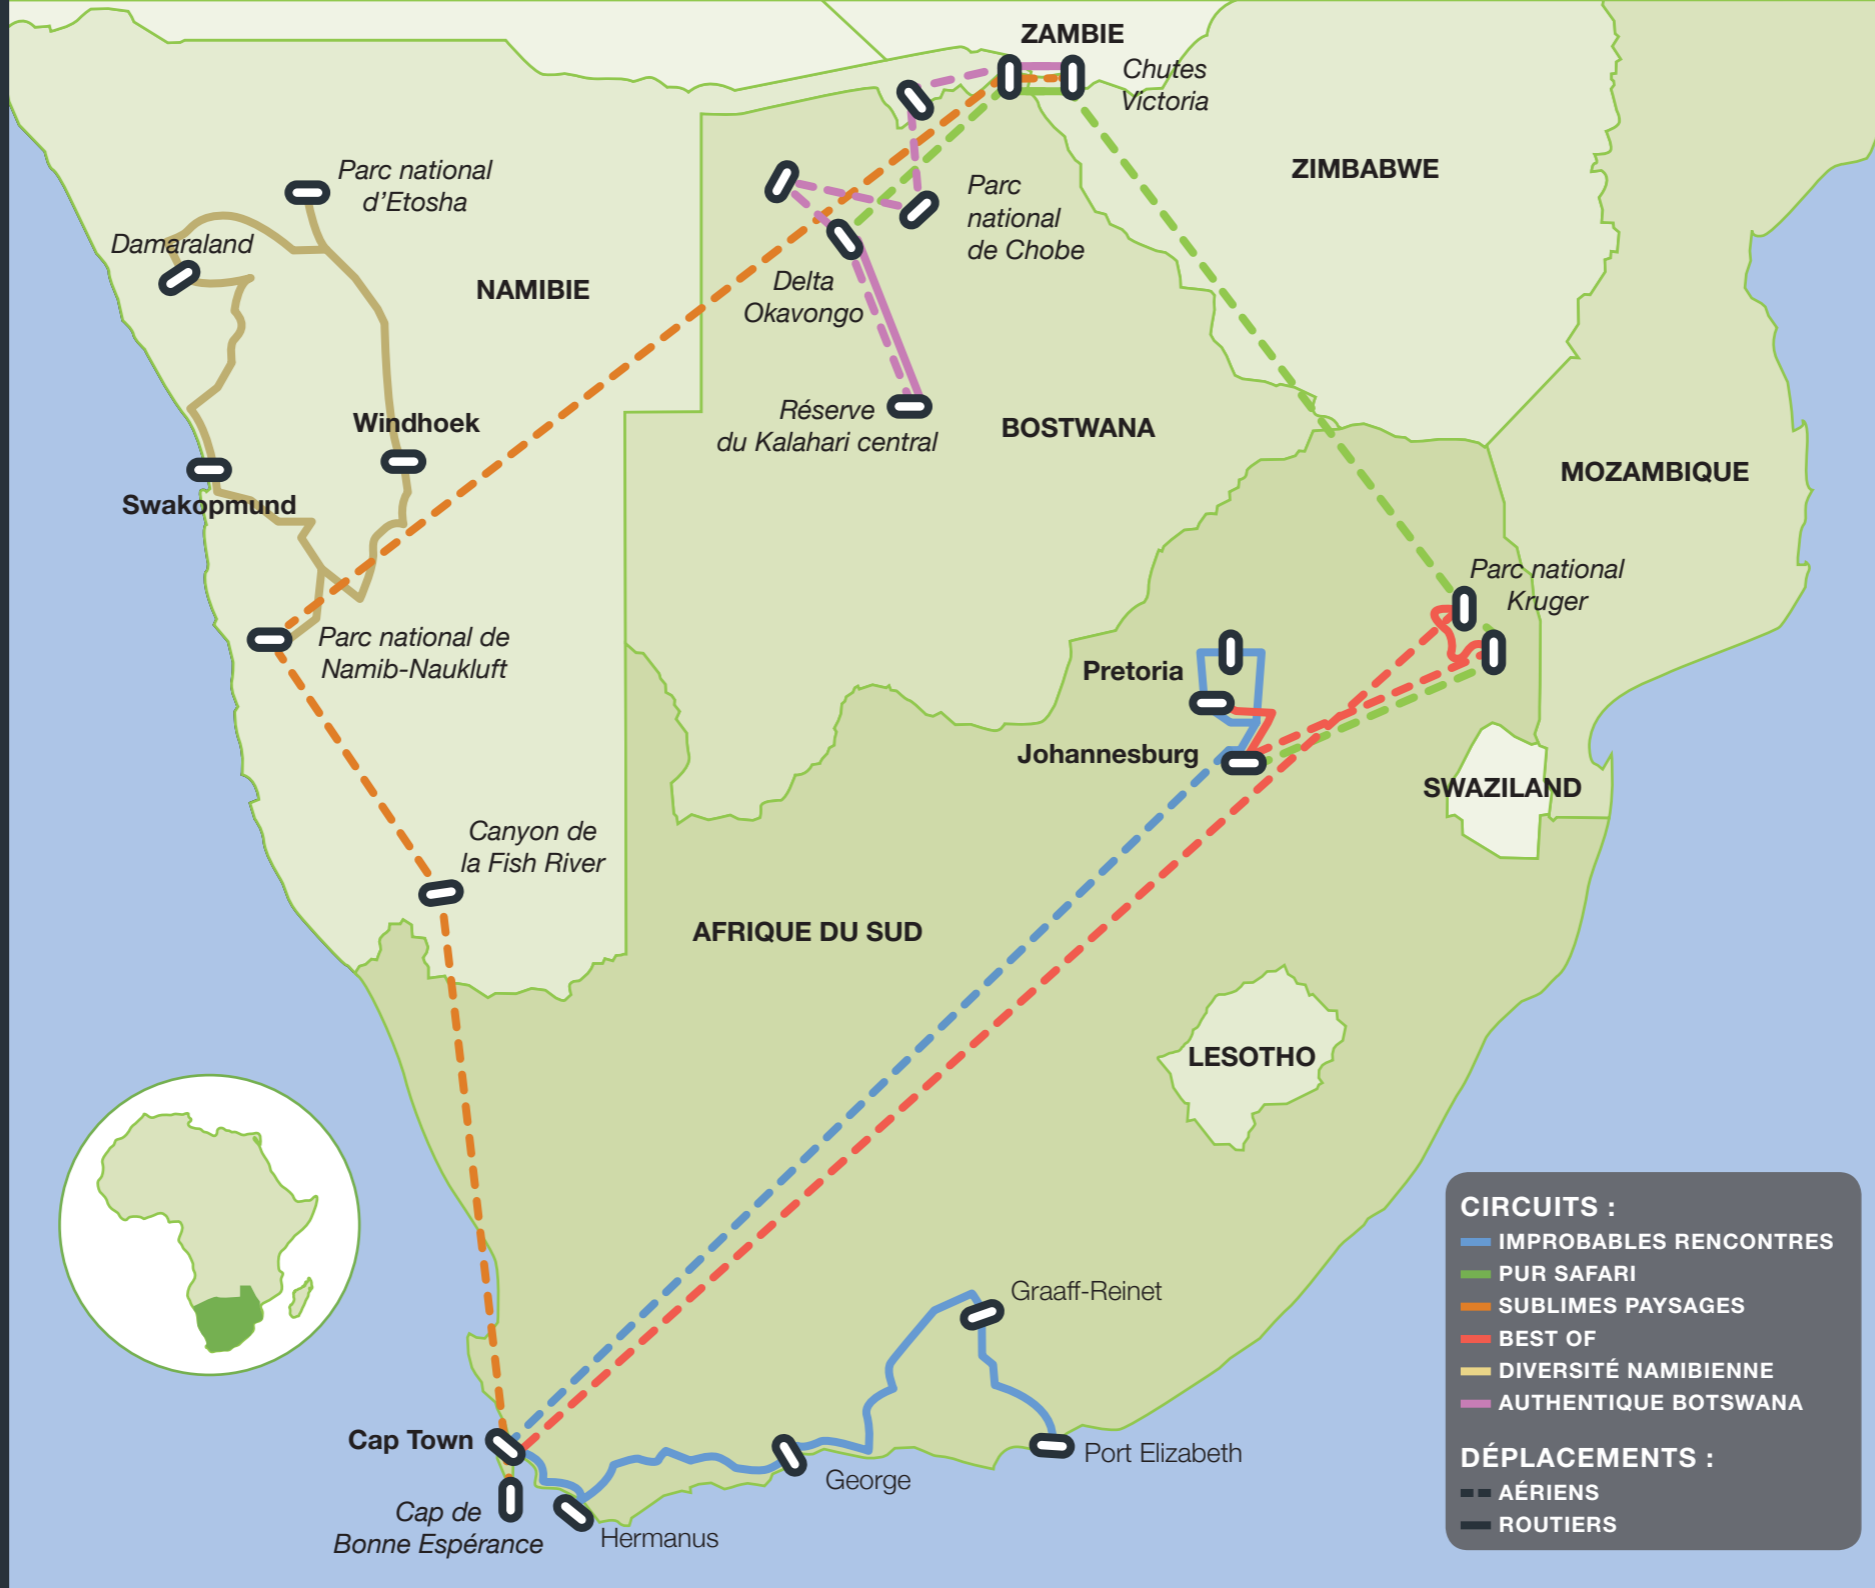 ZAMBIE
Chutes
Victoria
Parc national
d'Etosha
ZIMBABWE
Parc
national
de Chobe
Damaraland
NAMIBIE
Delta
Okavongo
Réserve
du Kalahari central
Windhoek
BOSTWANA
MOZAMBIQUE
Swakopmund
Parc national
Kruger
Parc national de
Namib-Naukluft
Pretoria
Johannesburg
SWAZILAND
Canyon de
la Fish River
AFRIQUE DU SUD
LESOTHO
Graaff-Reinet
Cap Town
Port Elizabeth
George
Cap de
Bonne Espérance
Hermanus
CIRCUITS :
IMPROBABLES RENCONTRES
PUR SAFARI
SUBLIMES PAYSAGES
BEST OF
DIVERSITÉ NAMIBIENNE
AUTHENTIQUE BOTSWANA
DÉPLACEMENTS :
AÉRIENS
ROUTIERS